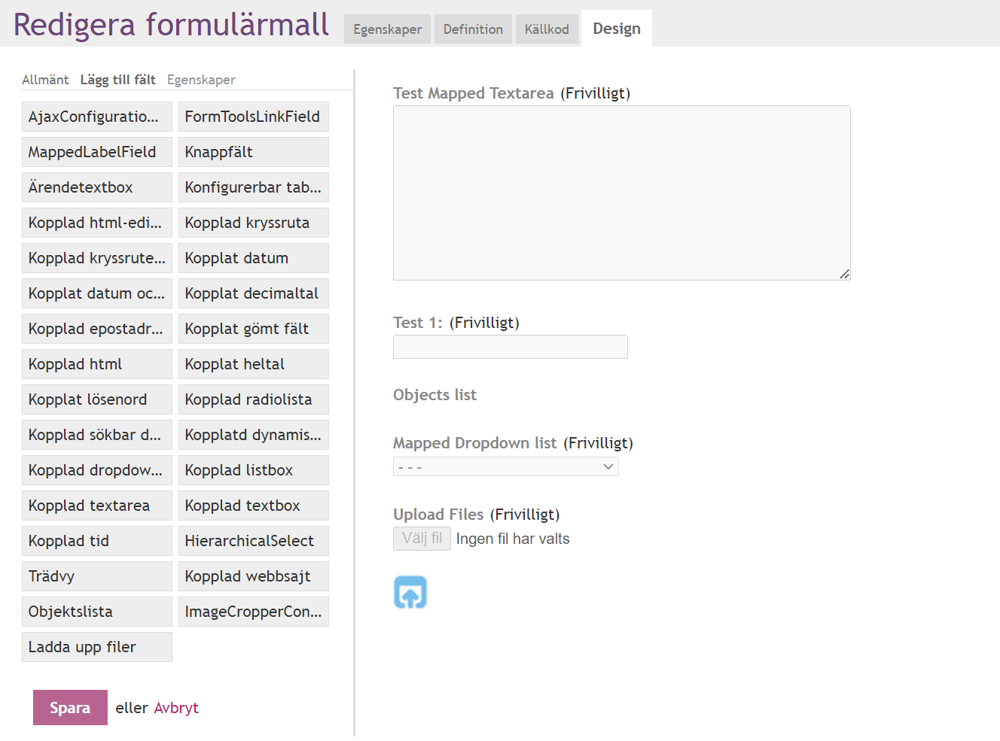 Redigera formulärmall
Egenskaper
Definition
Källkod
Design
Allmänt
Lägg till fält
Egenskaper
AjaxConfiguratio...
FormToolsLinkField
MappedLabelField
Knappfält
Ärendetextbox
Konfigurerbar tab...
Kopplad html-edi...
Kopplad kryssruta
Kopplad kryssrute...
Kopplat datum
Kopplat datum oc...
Kopplat decimaltal
Kopplad epostadr...
Kopplat gömt fält
Kopplad html
Kopplat heltal
Kopplat lösenord
Kopplad radiolista
Kopplad sökbar d...
Kopplatd dynamis...
Kopplad dropdow...
Kopplad listbox
Kopplad textarea
Kopplad textbox
Kopplad tid
HierarchicalSelect
Trädvy
Kopplad webbsajt
Objektslista
ImageCropperCon...
Ladda upp filer
Spara eller Avbryt
Test Mapped Textarea (Frivilligt)
Test 1: (Frivilligt)
Objects list
Mapped Dropdown list (Frivilligt)
- - -
Upload Files (Frivilligt)
Välj fil Ingen fil har valts